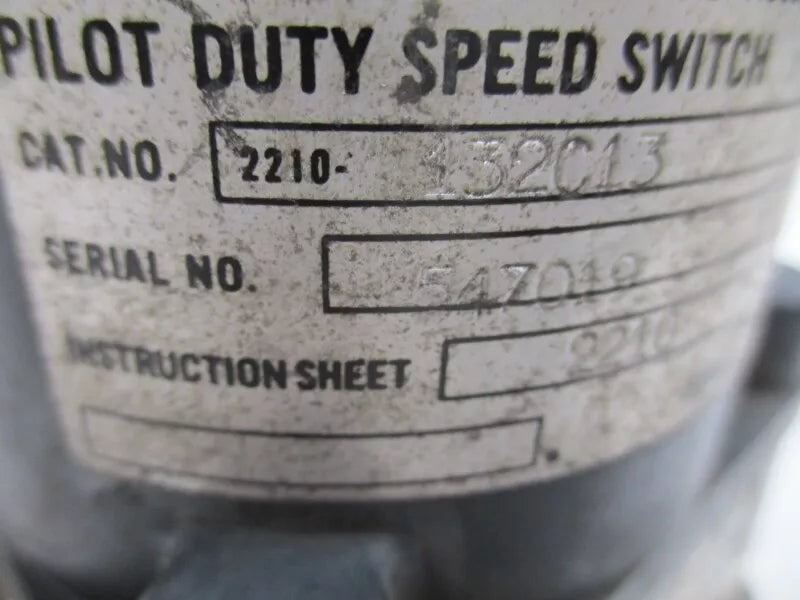 PILOT DUTY SPEED SWITCH
CAT. NO. 2210- 132C13
SERIAL NO. 547019
INSTRUCTION SHEET 2210